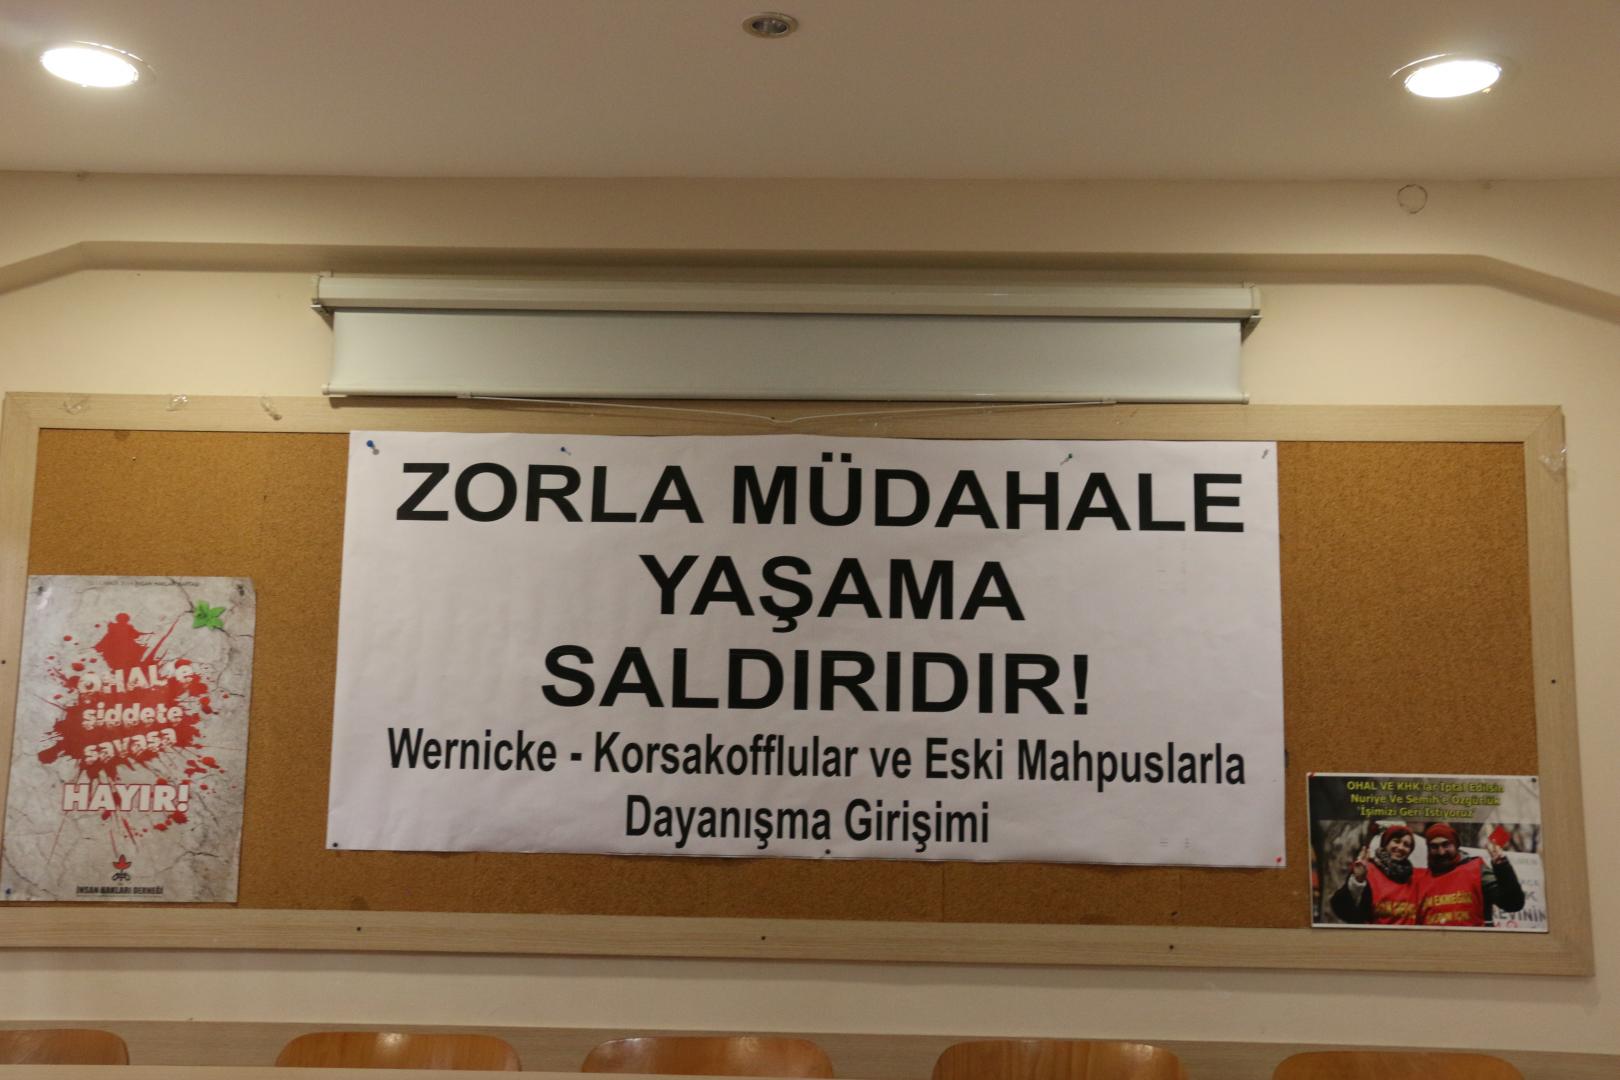 ZORLA MÜDAHALE
YAŞAMA
SALDIRIDIR!
Wernicke - Korsakofflular ve Eski Mahpuslarla
Dayanışma Girişimi
OHAL'e
şiddete
savaşa
HAYIR!
İNSAN HAKLARI DERNEĞİ
OHAL VE KHK'lar İptal Edilsin
Nuriye Ve Semih'e Özgürlük
'İşimizi Geri İstiyoruz'